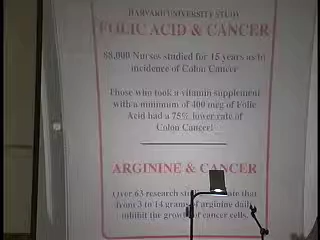 HARVARD UNIVERSITY STUDY
FOLIC ACID & CANCER
88,000 Nurses studied for 15 years as to
incidence of Colon Cancer
Those who took a vitamin supplement
with a minimum of 400 mcg of Folic
Acid had a 75% lower rate of
Colon Cancer!
ARGININE & CANCER
Over 63 research that
from 3 to 14 grams of arginine daily
inhibit the growth of cancer cells.